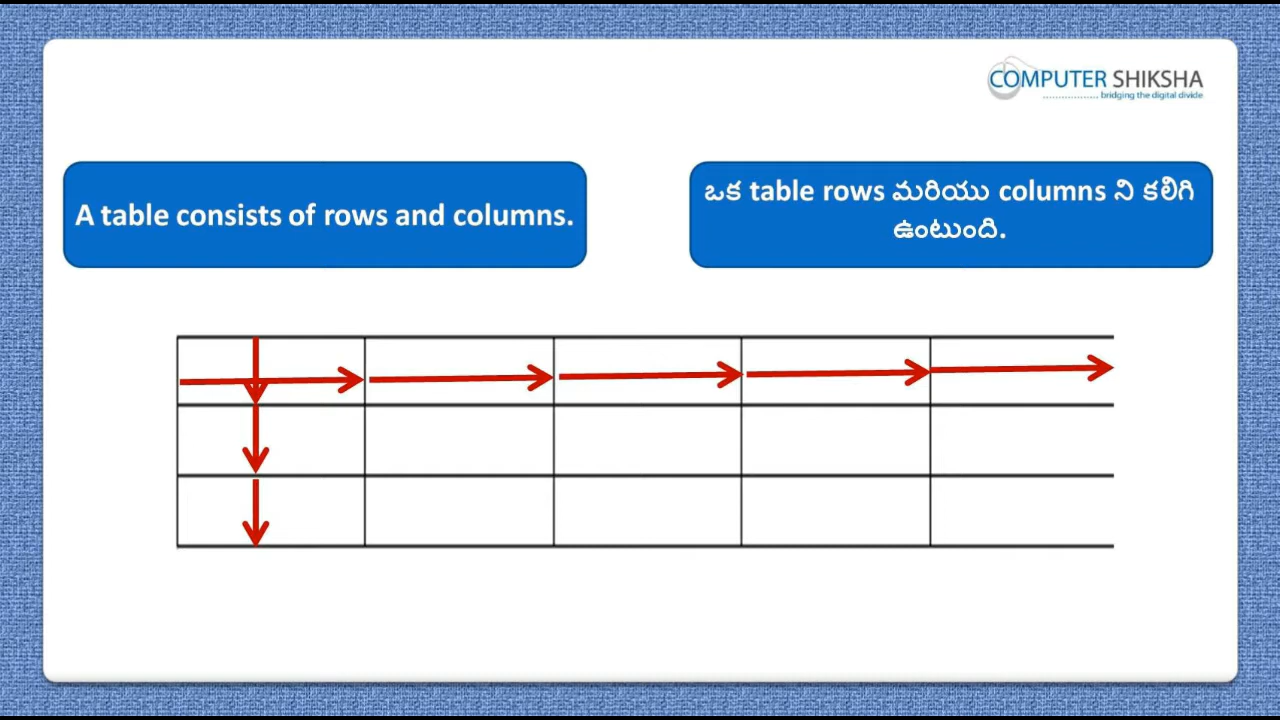 COMPUTER SHIKSHA
.................... bridging the digital divide
A table consists of rows and columns.
ఒక table rows మరియు columns ని కలిగి
ఉంటుంది.